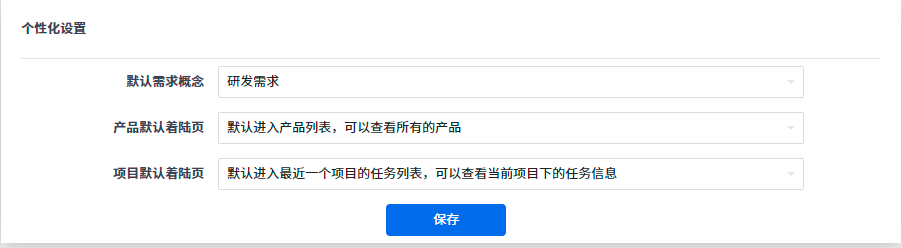 个性化设置
默认需求概念 研发需求
产品默认着陆页 默认进入产品列表，可以查看所有的产品
项目默认着陆页 默认进入最近一个项目的任务列表，可以查看当前项目下的任务信息
保存